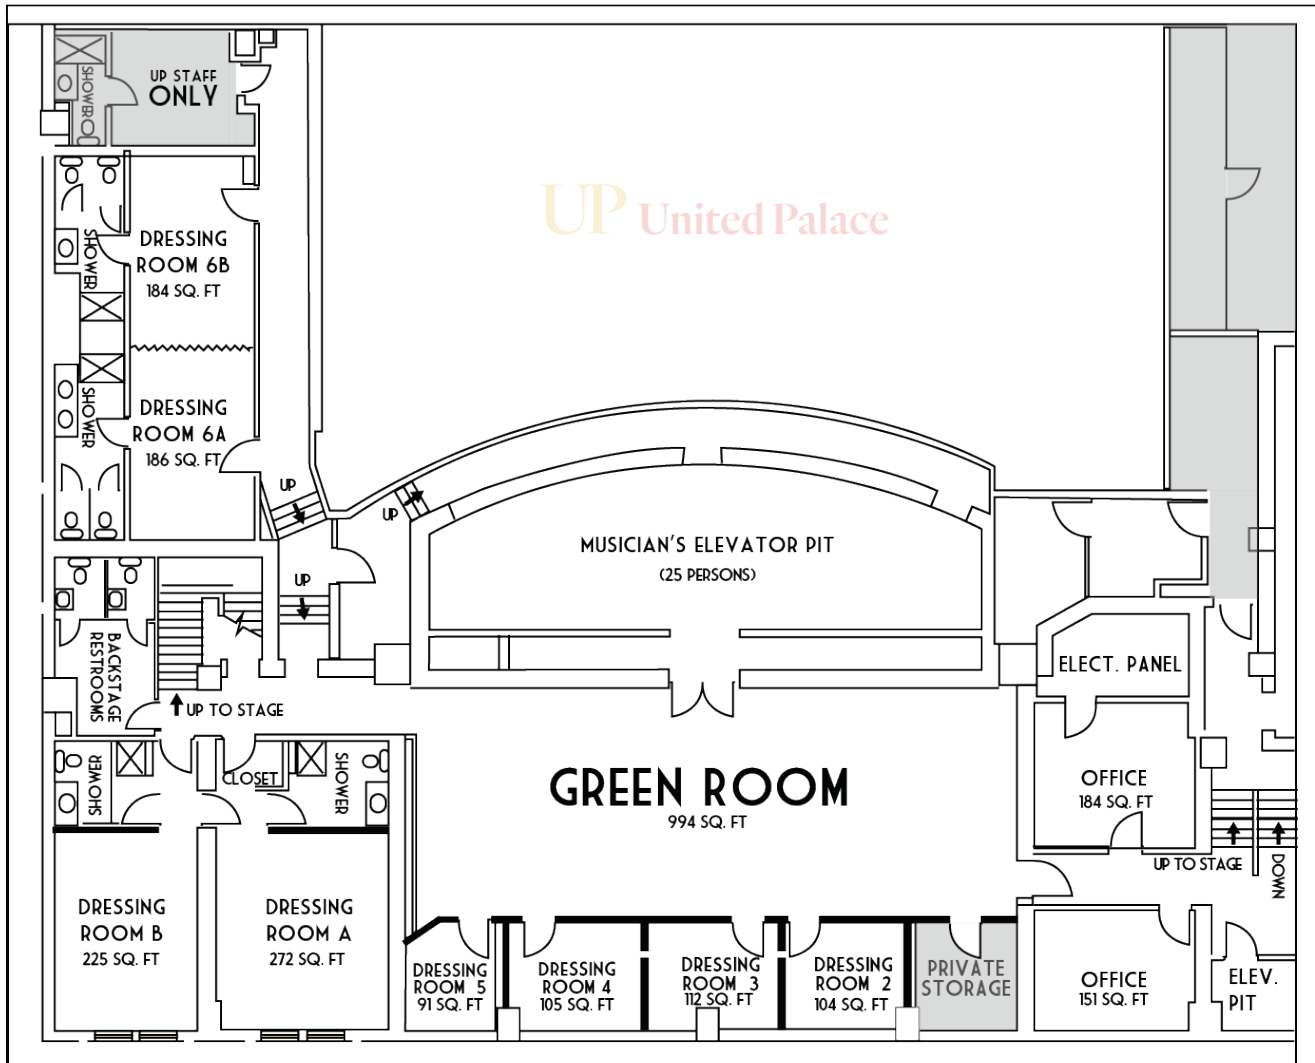 UP STAFF
ONLY
SHOWER
UP United Palace
DRESSING
ROOM 6B
184 SQ. FT
SHOWER
DRESSING
ROOM 6A
186 SQ. FT
SHOWER
UP
UP
UP
MUSICIAN'S ELEVATOR PIT
(25 PERSONS)
BACKSTAGE
RESTROOMS
UP TO STAGE
ELECT. PANEL
SHOWER
CLOSET
SHOWER
GREEN ROOM
994 SQ. FT
OFFICE
184 SQ. FT
UP TO STAGE
DOWN
DRESSING
ROOM B
225 SQ. FT
DRESSING
ROOM A
272 SQ. FT
DRESSING
ROOM 5
91 SQ. FT
DRESSING
ROOM 4
105 SQ. FT
DRESSING
ROOM 3
112 SQ. FT
DRESSING
ROOM 2
104 SQ. FT
PRIVATE
STORAGE
OFFICE
151 SQ. FT
ELEV.
PIT